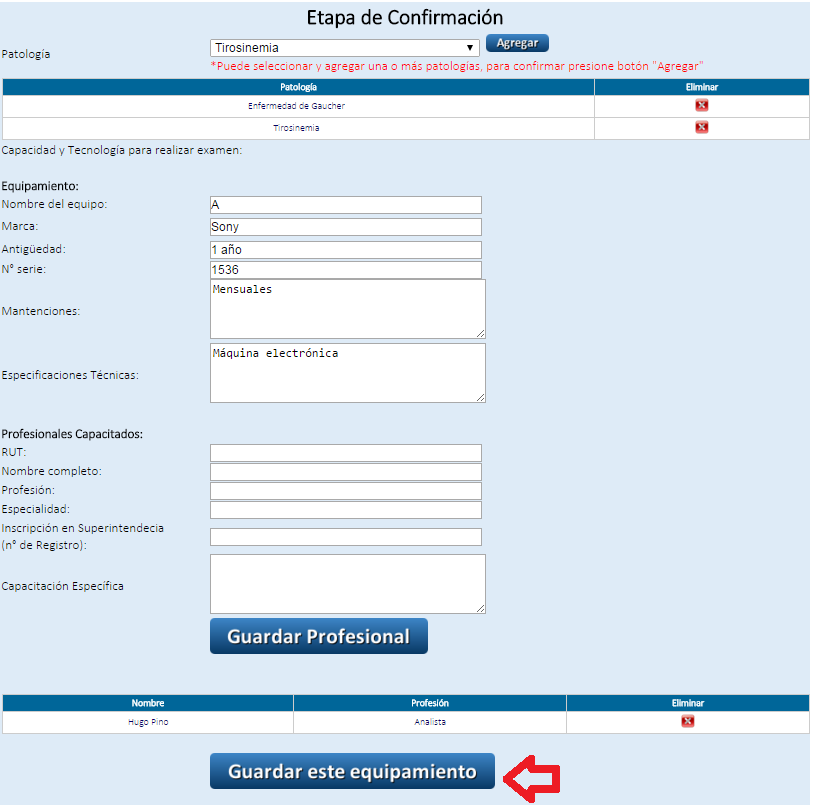 Etapa de Confirmación
Patología Tirosinemia Agregar
*Puede seleccionar y agregar una o más patologías, para confirmar presione botón "Agregar"
Patología Eliminar
Enfermedad de Gaucher
Tirosinemia
Capacidad y Tecnología para realizar examen:
Equipamiento:
Nombre del equipo: A
Marca: Sony
Antigüedad: 1 año
N° serie: 1536
Mantenciones: Mensuales
Especificaciones Técnicas: Máquina electrónica
Profesionales Capacitados:
RUT:
Nombre completo:
Profesión:
Especialidad:
Inscripción en Superintendecia
(n° de Registro):
Capacitación Específica
Guardar Profesional
Nombre Profesión Eliminar
Hugo Pino Analista
Guardar este equipamiento